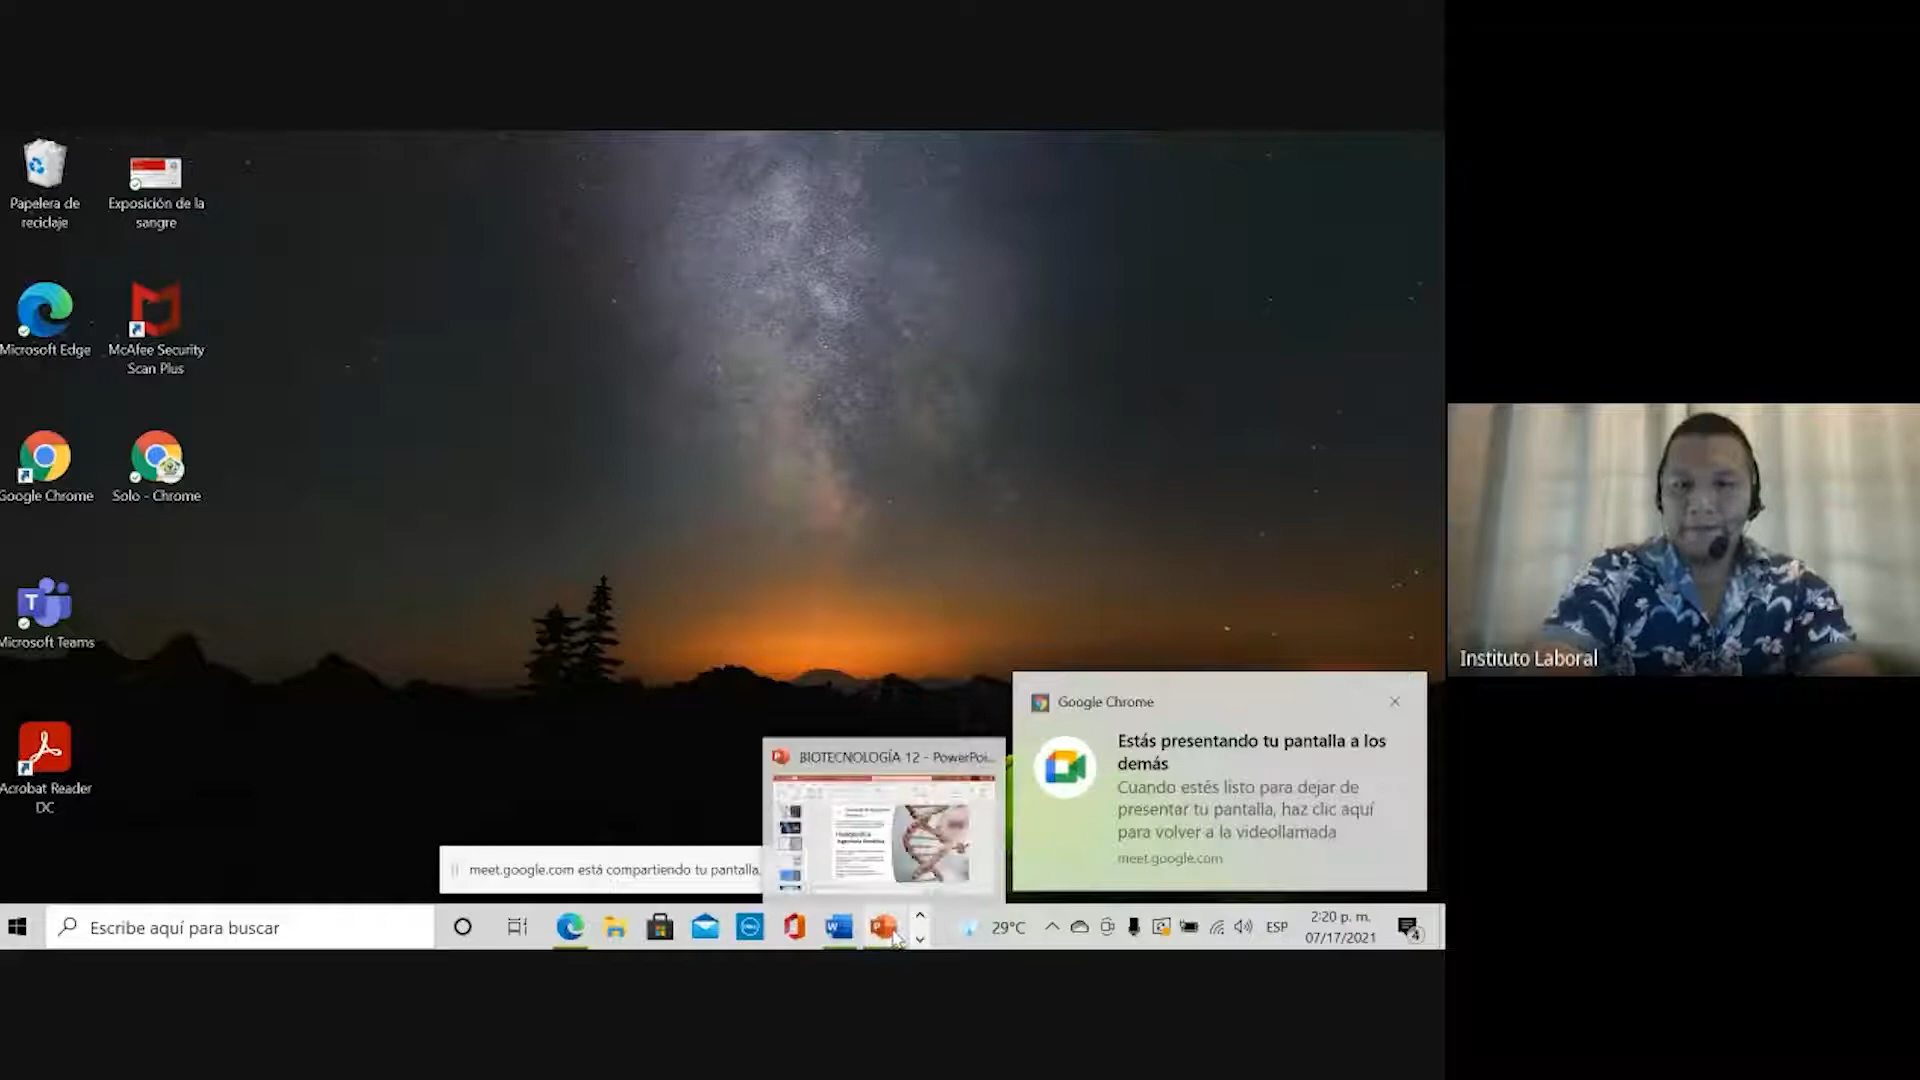 Papelera de
reciclaje
Exposición de la
sangre
Microsoft Edge
McAfee Security
Scan Plus
Google Chrome
Solo - Chrome
Microsoft Teams
Acrobat Reader
DC
Instituto Laboral
Google Chrome
Estás presentando tu pantalla a los
demás
Cuando estés listo para dejar de
presentar tu pantalla, haz clic aquí
para volver a la videollamada
meet.google.com
BIOTECNOLOGÍA 12 - PowerPoi...
meet.google.com está compartiendo tu pantalla.
Escribe aquí para buscar
29°C
ESP
2:20 p. m.
07/17/2021
4